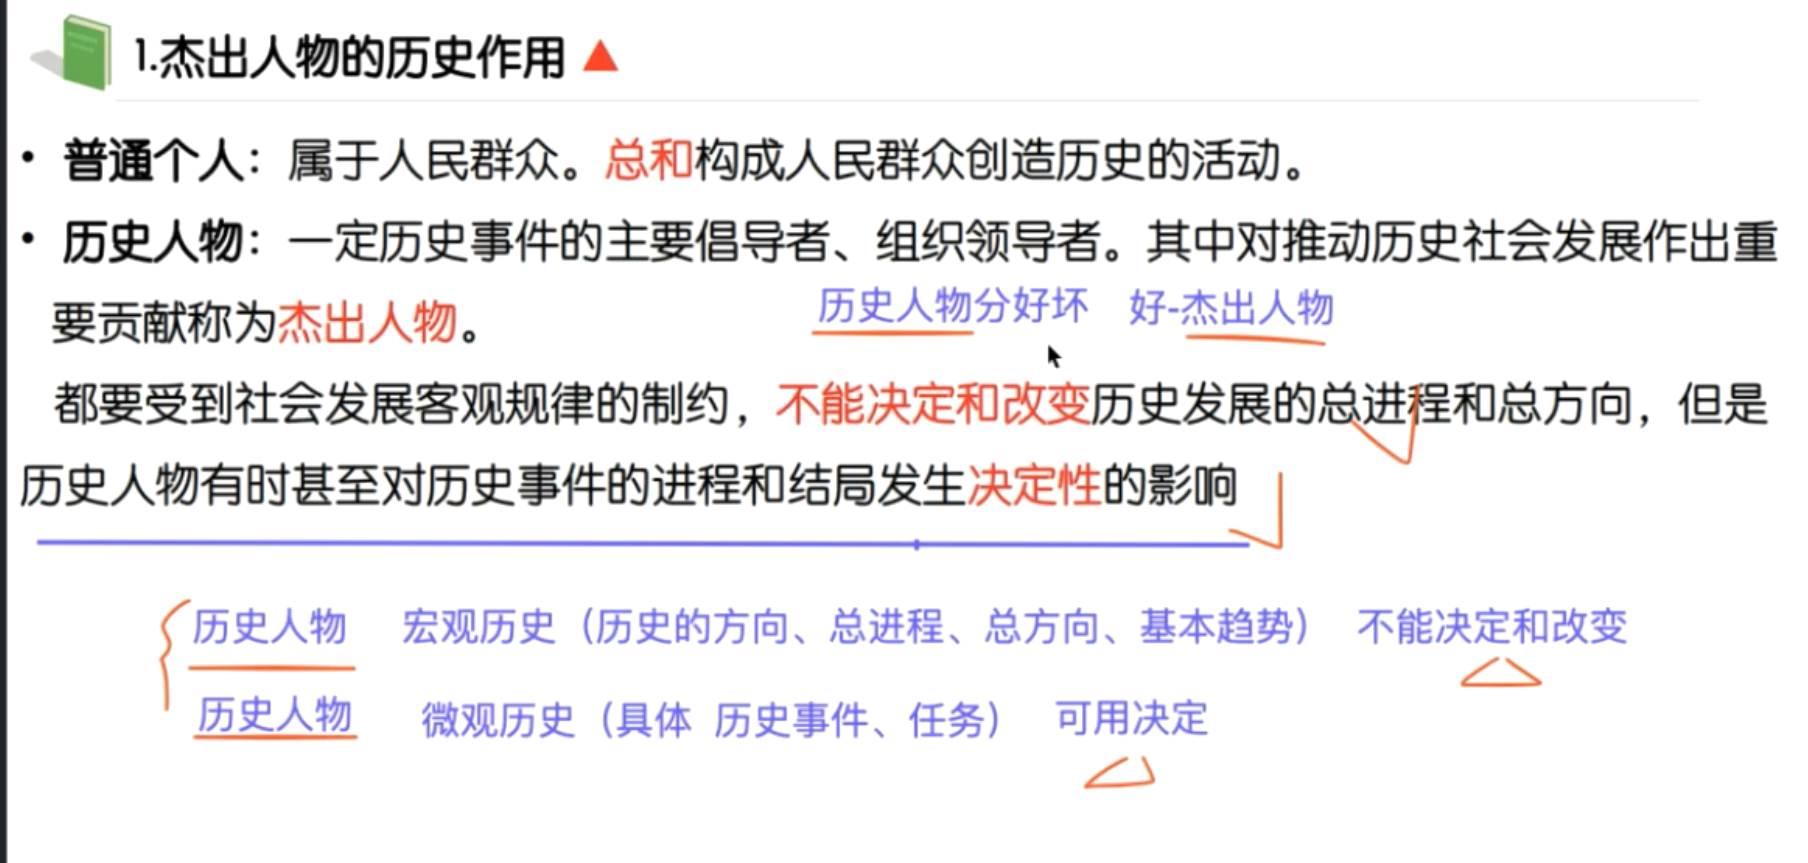 1.杰出人物的历史作用
• 普通个人：属于人民群众。总和构成人民群众创造历史的活动。
• 历史人物：一定历史事件的主要倡导者、组织领导者。其中对推动历史社会发展作出重
要贡献称为杰出人物。
历史人物分好坏 好-杰出人物
都要受到社会发展客观规律的制约，不能决定和改变历史发展的总进程和总方向，但是
历史人物有时甚至对历史事件的进程和结局发生决定性的影响
历史人物 宏观历史（历史的方向、总进程、总方向、基本趋势） 不能决定和改变
历史人物 微观历史（具体 历史事件、任务） 可用决定